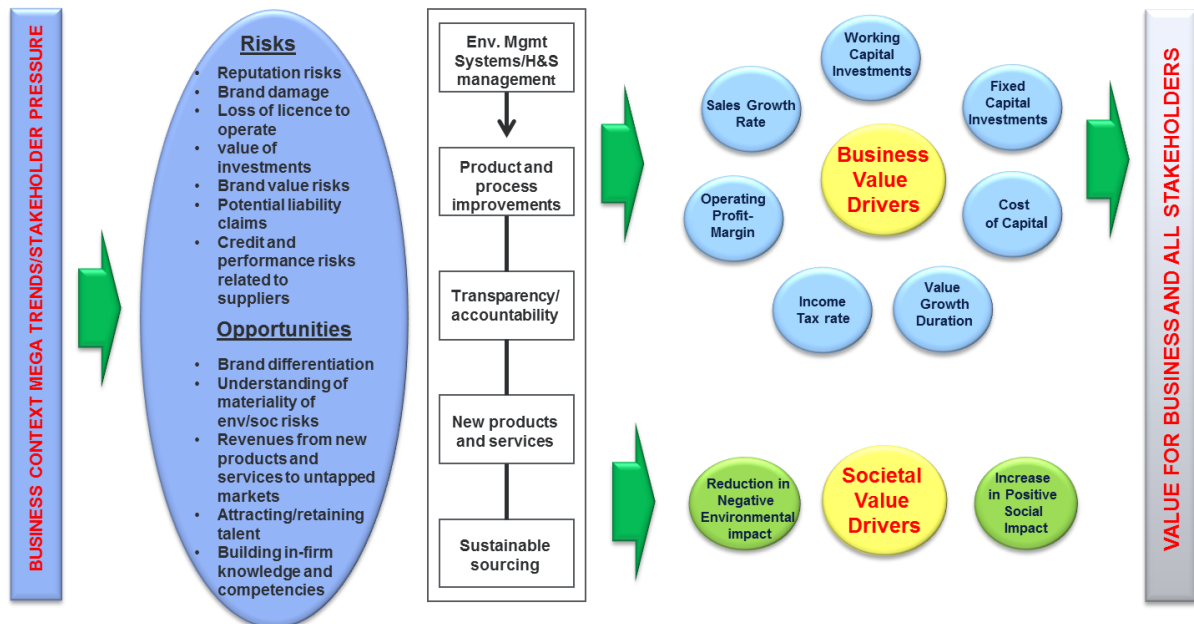 BUSINESS CONTEXT MEGA TRENDS/STAKEHOLDER PRESSURE
Risks
• Reputation risks
• Brand damage
• Loss of licence to
operate
• value of
investments
• Brand value risks
• Potential liability
claims
• Credit and
performance risks
related to
suppliers
Opportunities
• Brand differentiation
• Understanding of
materiality of
env/soc risks
• Revenues from new
products and
services to untapped
markets
• Attracting/retaining
talent
• Building in-firm
knowledge and
competencies
Env. Mgmt
Systems/H&S
management
Product and
process
improvements
Transparency/
accountability
New products
and services
Sustainable
sourcing
Working
Capital
Investments
Sales Growth
Rate
Fixed
Capital
Investments
Business
Value
Drivers
Operating
Profit-
Margin
Cost
of Capital
Income
Tax rate
Value
Growth
Duration
Reduction in
Negative
Environmental
impact
Societal
Value
Drivers
Increase
in Positive
Social
Impact
VALUE FOR BUSINESS AND ALL STAKEHOLDERS